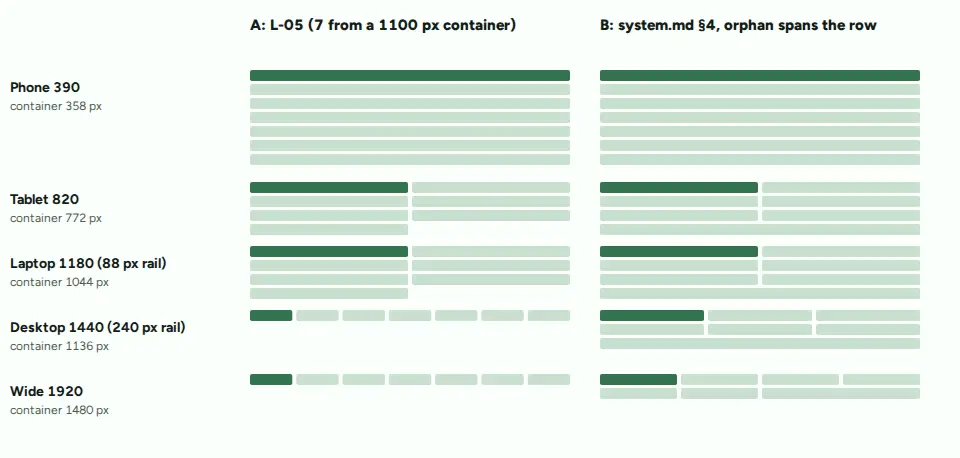 A: L-05 (7 from a 1100 px container)
B: system.md §4, orphan spans the row
Phone 390
container 358 px
Tablet 820
container 772 px
Laptop 1180 (88 px rail)
container 1044 px
Desktop 1440 (240 px rail)
container 1136 px
Wide 1920
container 1480 px